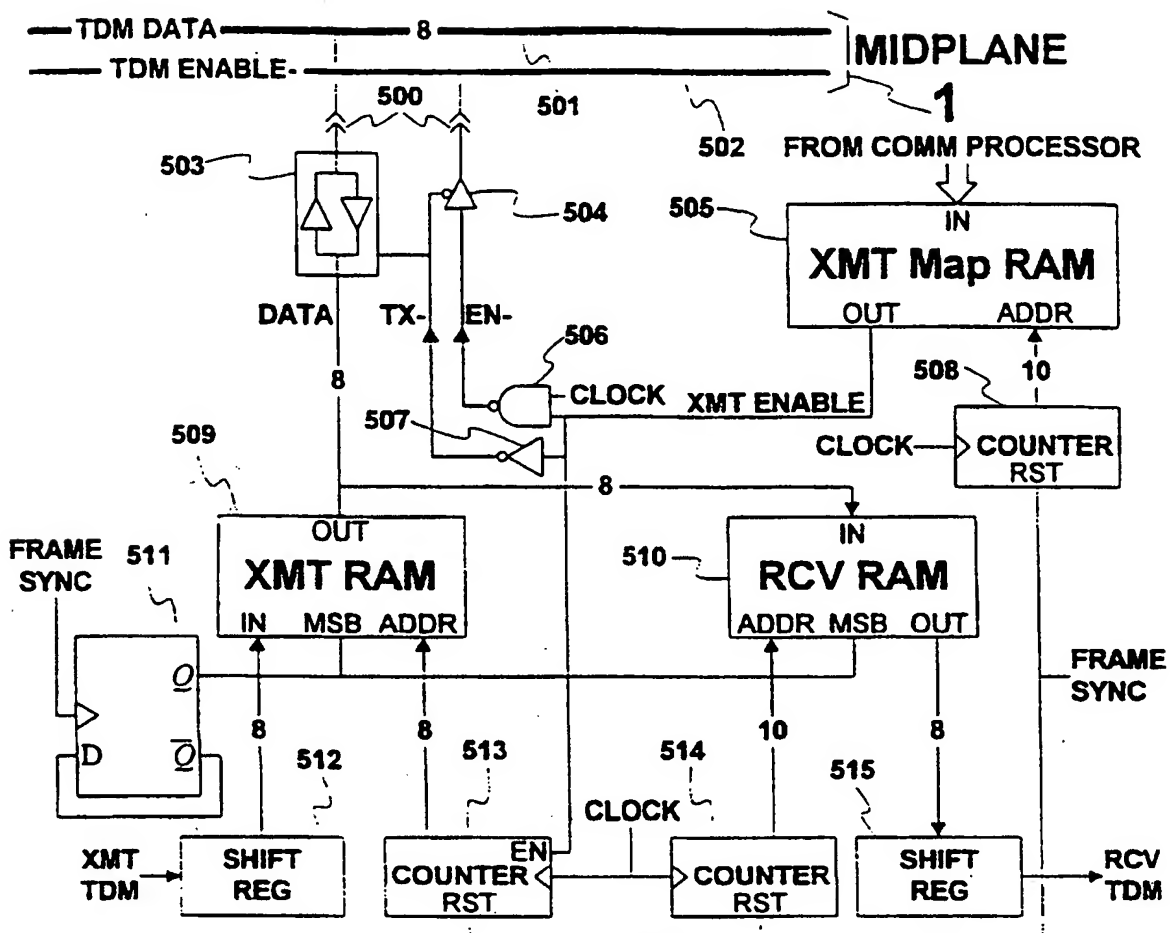 TDM DATA 8
MIDPLANE
TDM ENABLE-
500
501
1
502
FROM COMM PROCESSOR
503
504
505
IN
XMT Map RAM
OUT ADDR
DATA TX- EN-
506
8
CLOCK
XMT ENABLE
508
10
507
CLOCK
COUNTER
RST
509
8
OUT
XMT RAM
IN MSB ADDR
510
IN
RCV RAM
ADDR MSB OUT
FRAME
SYNC
511
Q
D
Q
FRAME
SYNC
8
8
10
8
512
513
514
515
CLOCK
XMT
TDM
SHIFT
REG
EN
COUNTER
RST
COUNTER
RST
SHIFT
REG
RCV
TDM